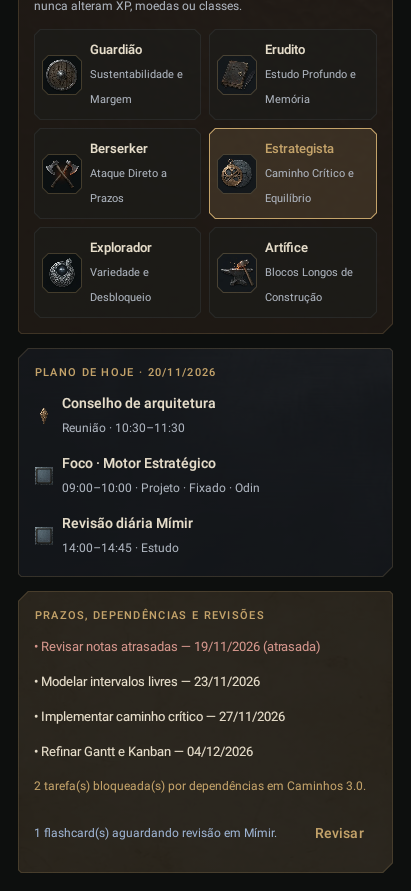 nunca alteram XP, moedas ou classes.
Guardião
Sustentabilidade e
Margem
Erudito
Estudo Profundo e
Memória
Berserker
Ataque Direto a
Prazos
Estrategista
Caminho Crítico e
Equilíbrio
Explorador
Variedade e
Desbloqueio
Artífice
Blocos Longos de
Construção
PLANO DE HOJE · 20/11/2026
Conselho de arquitetura
Reunião · 10:30–11:30
Foco · Motor Estratégico
09:00–10:00 · Projeto · Fixado · Odin
Revisão diária Mímir
14:00–14:45 · Estudo
PRAZOS, DEPENDÊNCIAS E REVISÕES
• Revisar notas atrasadas — 19/11/2026 (atrasada)
• Modelar intervalos livres — 23/11/2026
• Implementar caminho crítico — 27/11/2026
• Refinar Gantt e Kanban — 04/12/2026
2 tarefa(s) bloqueada(s) por dependências em Caminhos 3.0.
1 flashcard(s) aguardando revisão em Mímir.
Revisar